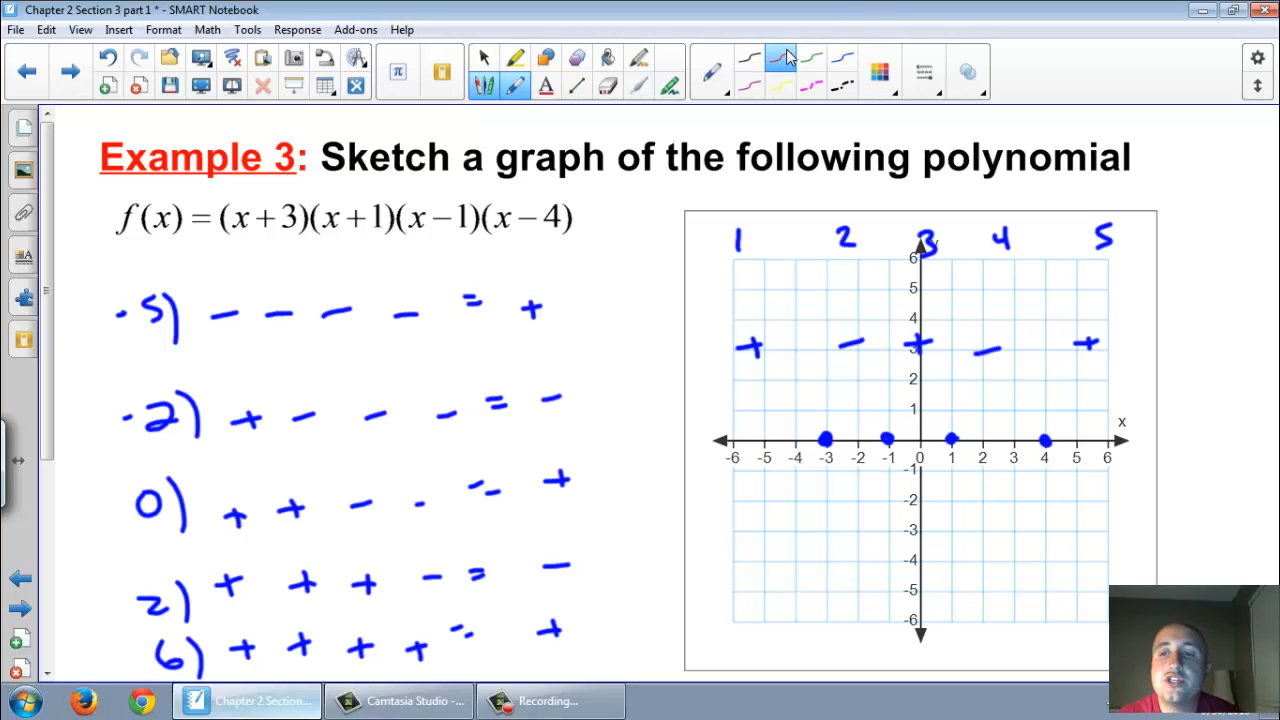 Chapter 2 Section 3 part 1 * - SMART Notebook
File Edit View Insert Format Math Tools Response Add-ons Help
π
A
Example 3: Sketch a graph of the following polynomial
f(x) = (x+3)(x+1)(x−1)(x−4)
1 2 3 4 5
-5) - - - - = +
-2) + - - - = -
0) + + - - = +
2) + + + - = -
6) + + + + = +
y
6
5
4
+ - + - +
3
2
1
x
-6 -5 -4 -3 -2 -1 0 1 2 3 4 5 6
-1
-2
-3
-4
-5
-6
Chapter 2 Section... Camtasia Studio -... Recording...